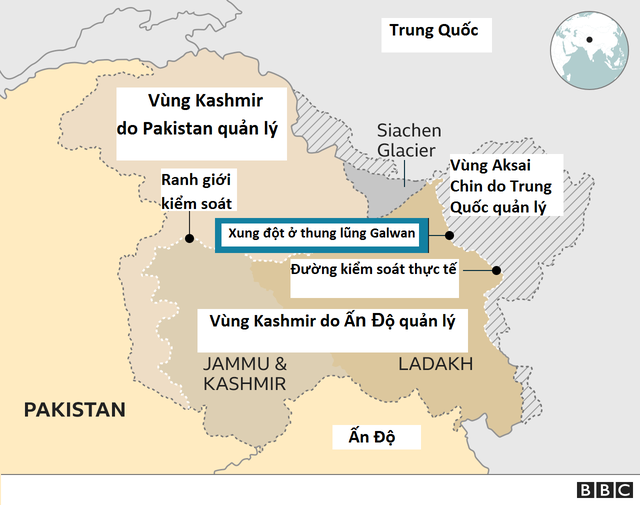 Trung Quốc
Vùng Kashmir
do Pakistan quản lý
Siachen
Glacier
Vùng Aksai
Chin do Trung
Quốc quản lý
Ranh giới
kiểm soát
Xung đột ở thung lũng Galwan
Đường kiểm soát thực tế
Vùng Kashmir do Ấn Độ quản lý
JAMMU &
KASHMIR
LADAKH
PAKISTAN
Ấn Độ
BBC